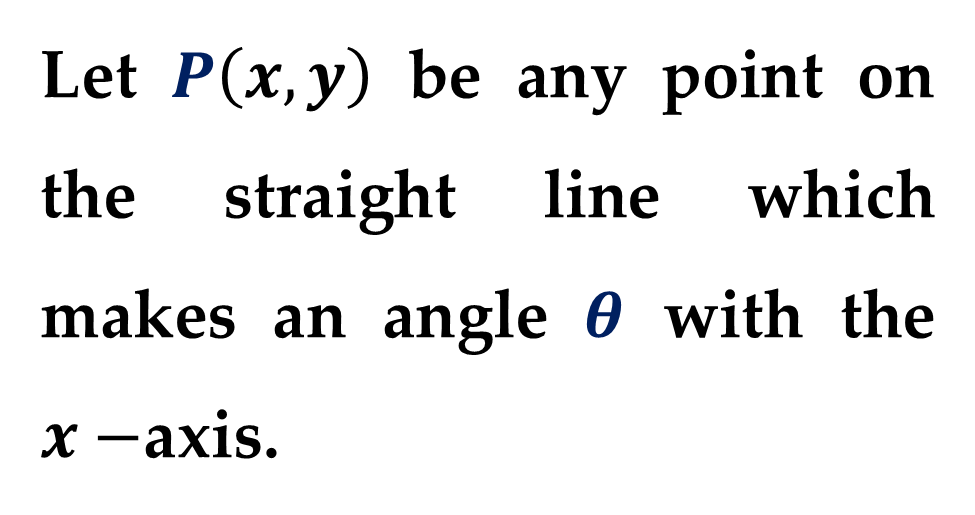 Let P(x, y) be any point on
the straight line which
makes an angle θ with the
x −axis.